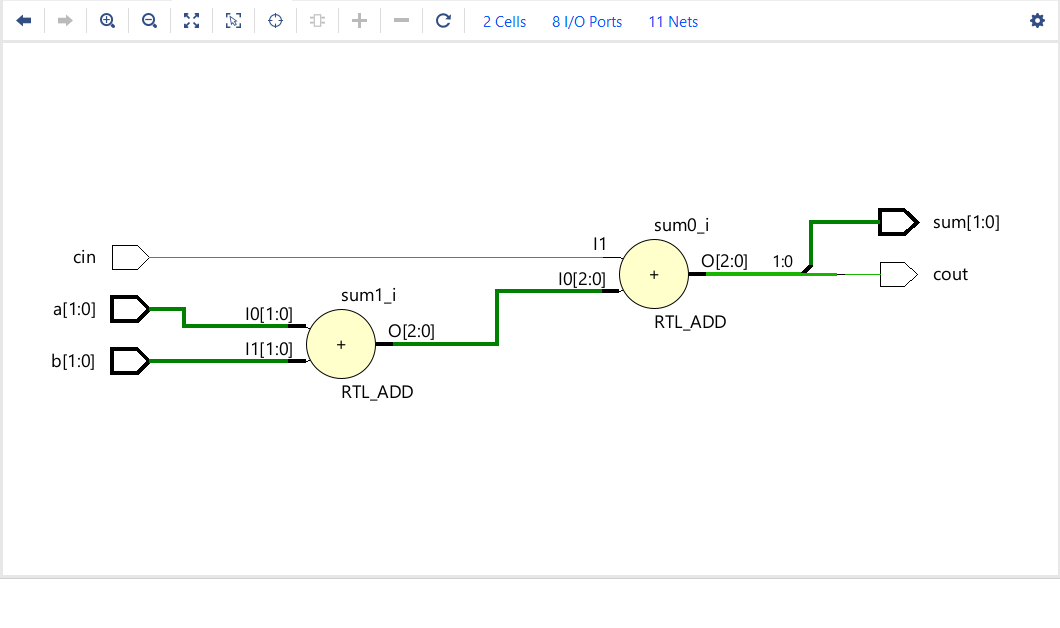 2 Cells 8 I/O Ports 11 Nets
sum0_i
sum[1:0]
cin
I1
+
O[2:0]
1:0
cout
I0[2:0]
RTL_ADD
sum1_i
a[1:0]
I0[1:0]
b[1:0]
I1[1:0]
+
O[2:0]
RTL_ADD